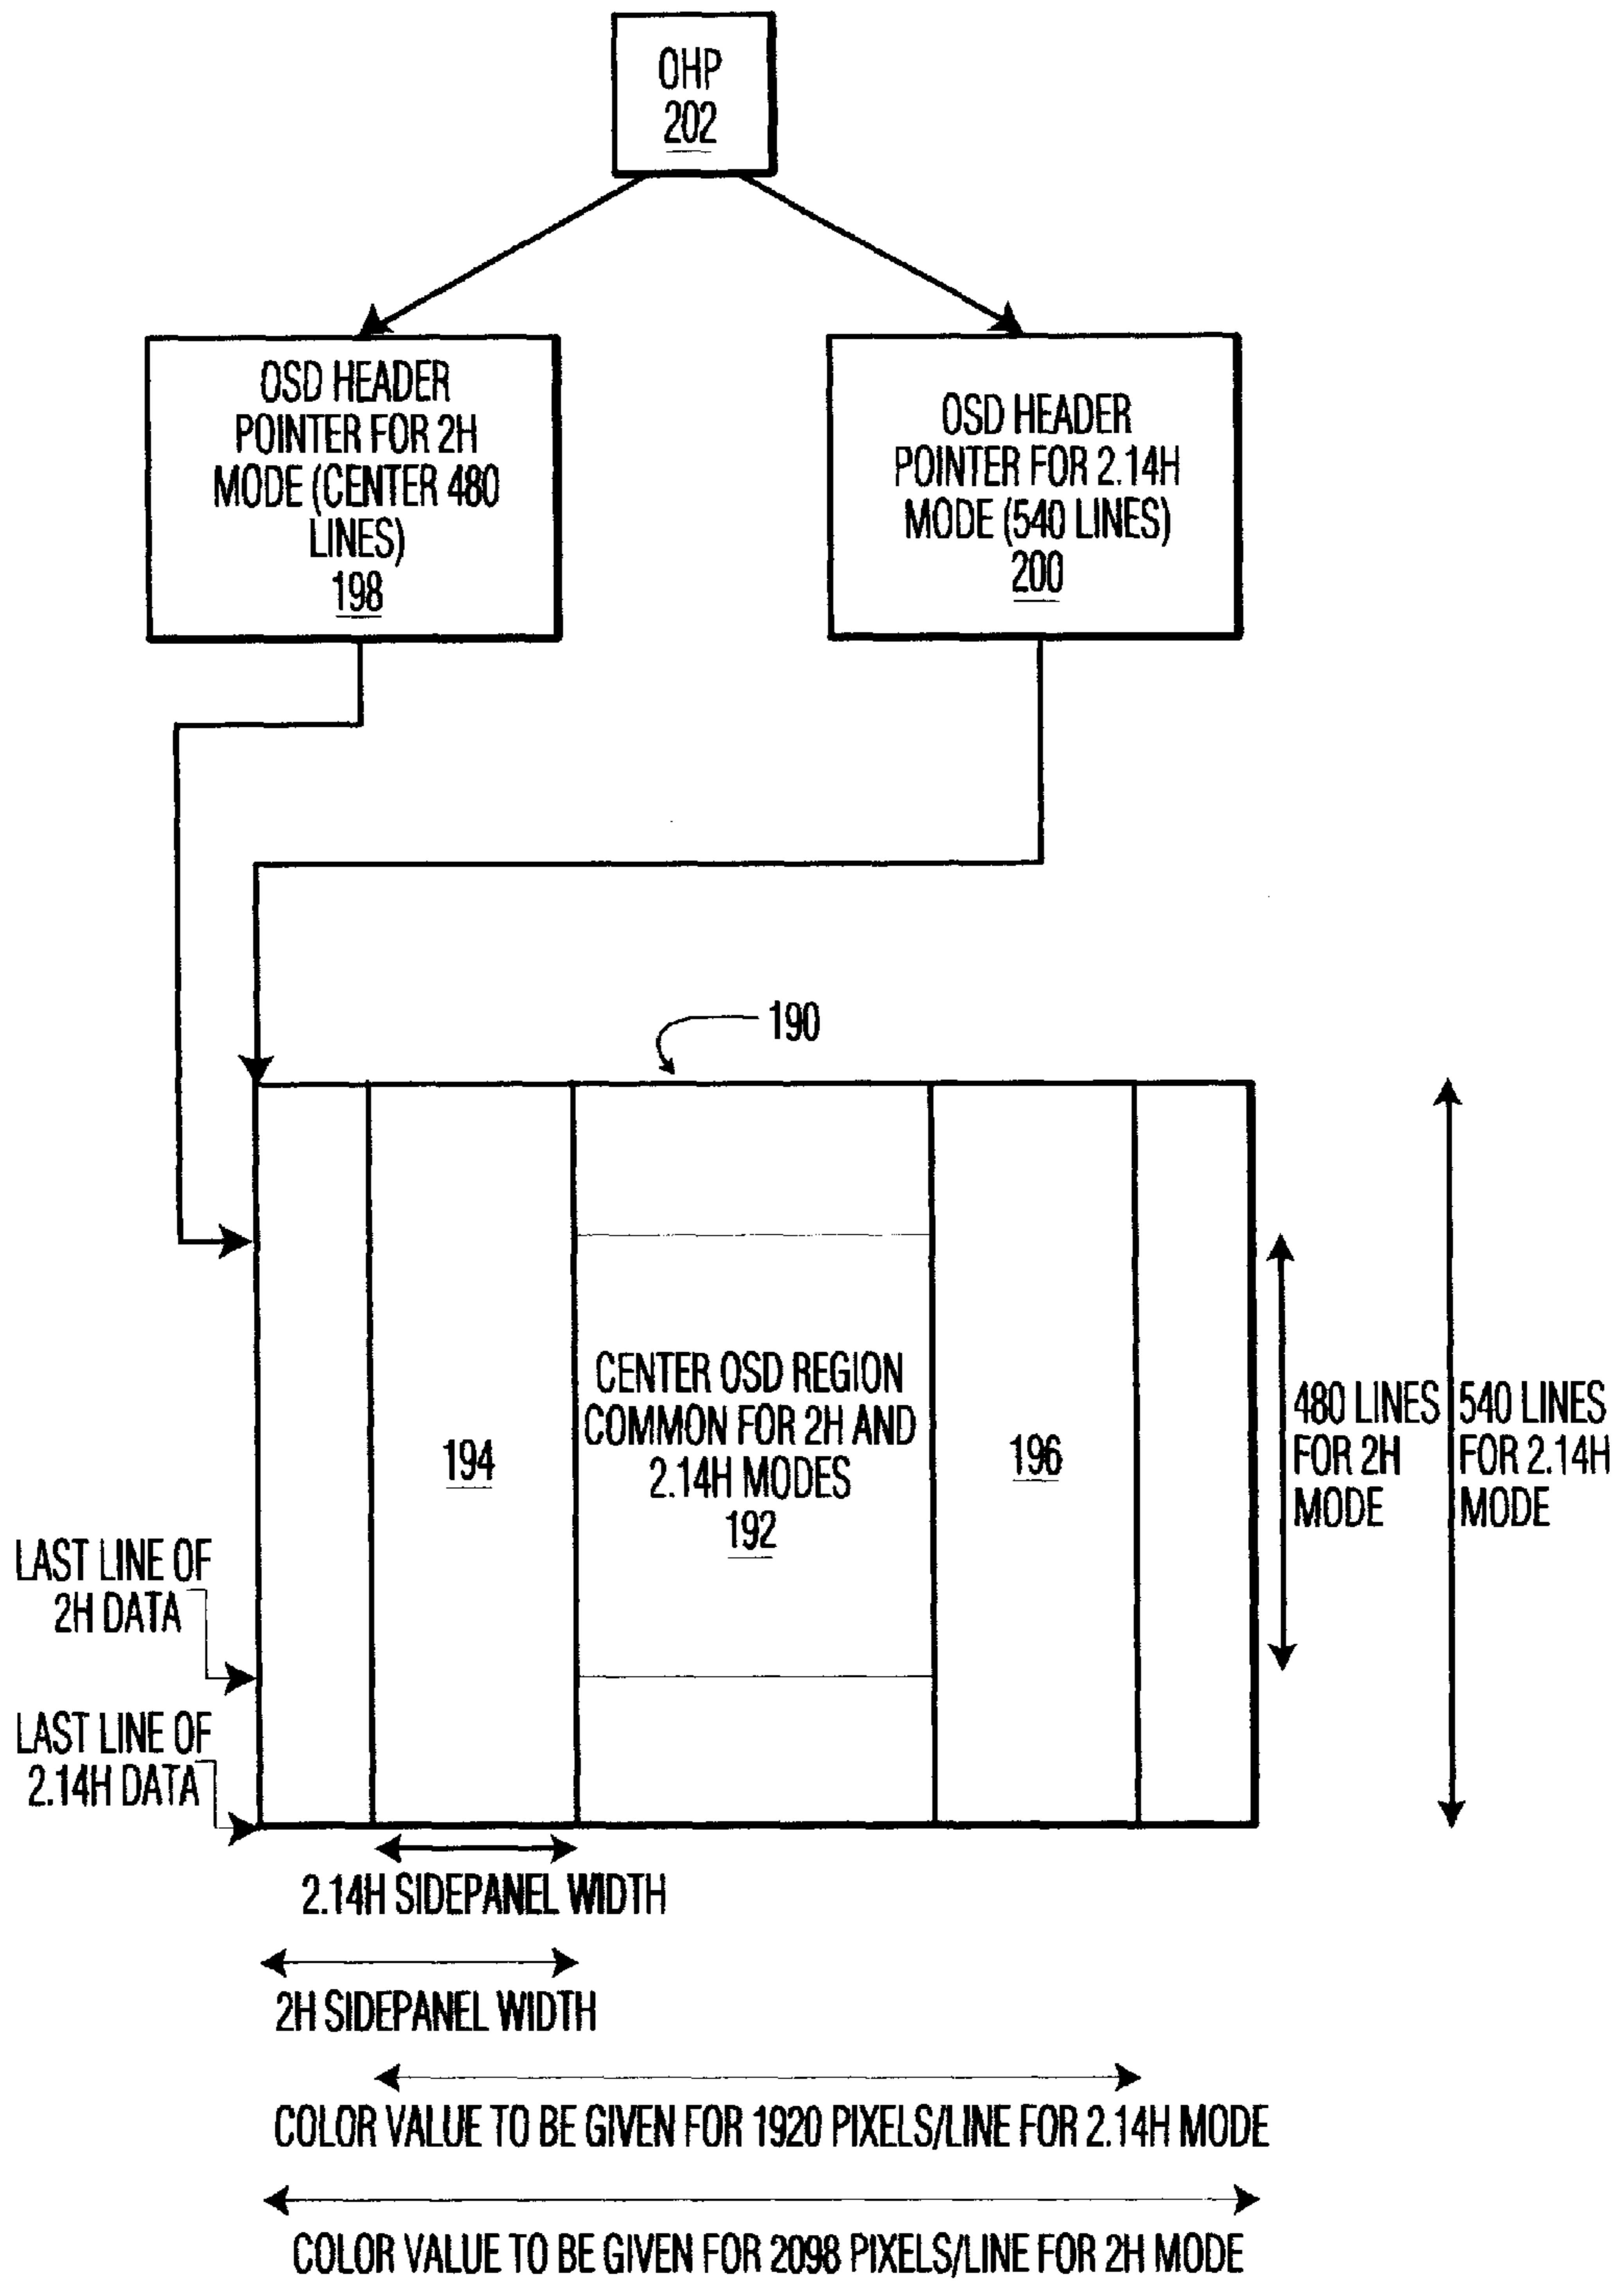 OHP
202
OSD HEADER
POINTER FOR 2H
MODE (CENTER 480
LINES)
198
OSD HEADER
POINTER FOR 2.14H
MODE (540 LINES)
200
190
CENTER OSD REGION
COMMON FOR 2H AND
2.14H MODES
192
194
196
480 LINES
FOR 2H
MODE
540 LINES
FOR 2.14H
MODE
LAST LINE OF
2H DATA
LAST LINE OF
2.14H DATA
2.14H SIDEPANEL WIDTH
2H SIDEPANEL WIDTH
COLOR VALUE TO BE GIVEN FOR 1920 PIXELS/LINE FOR 2.14H MODE
COLOR VALUE TO BE GIVEN FOR 2098 PIXELS/LINE FOR 2H MODE